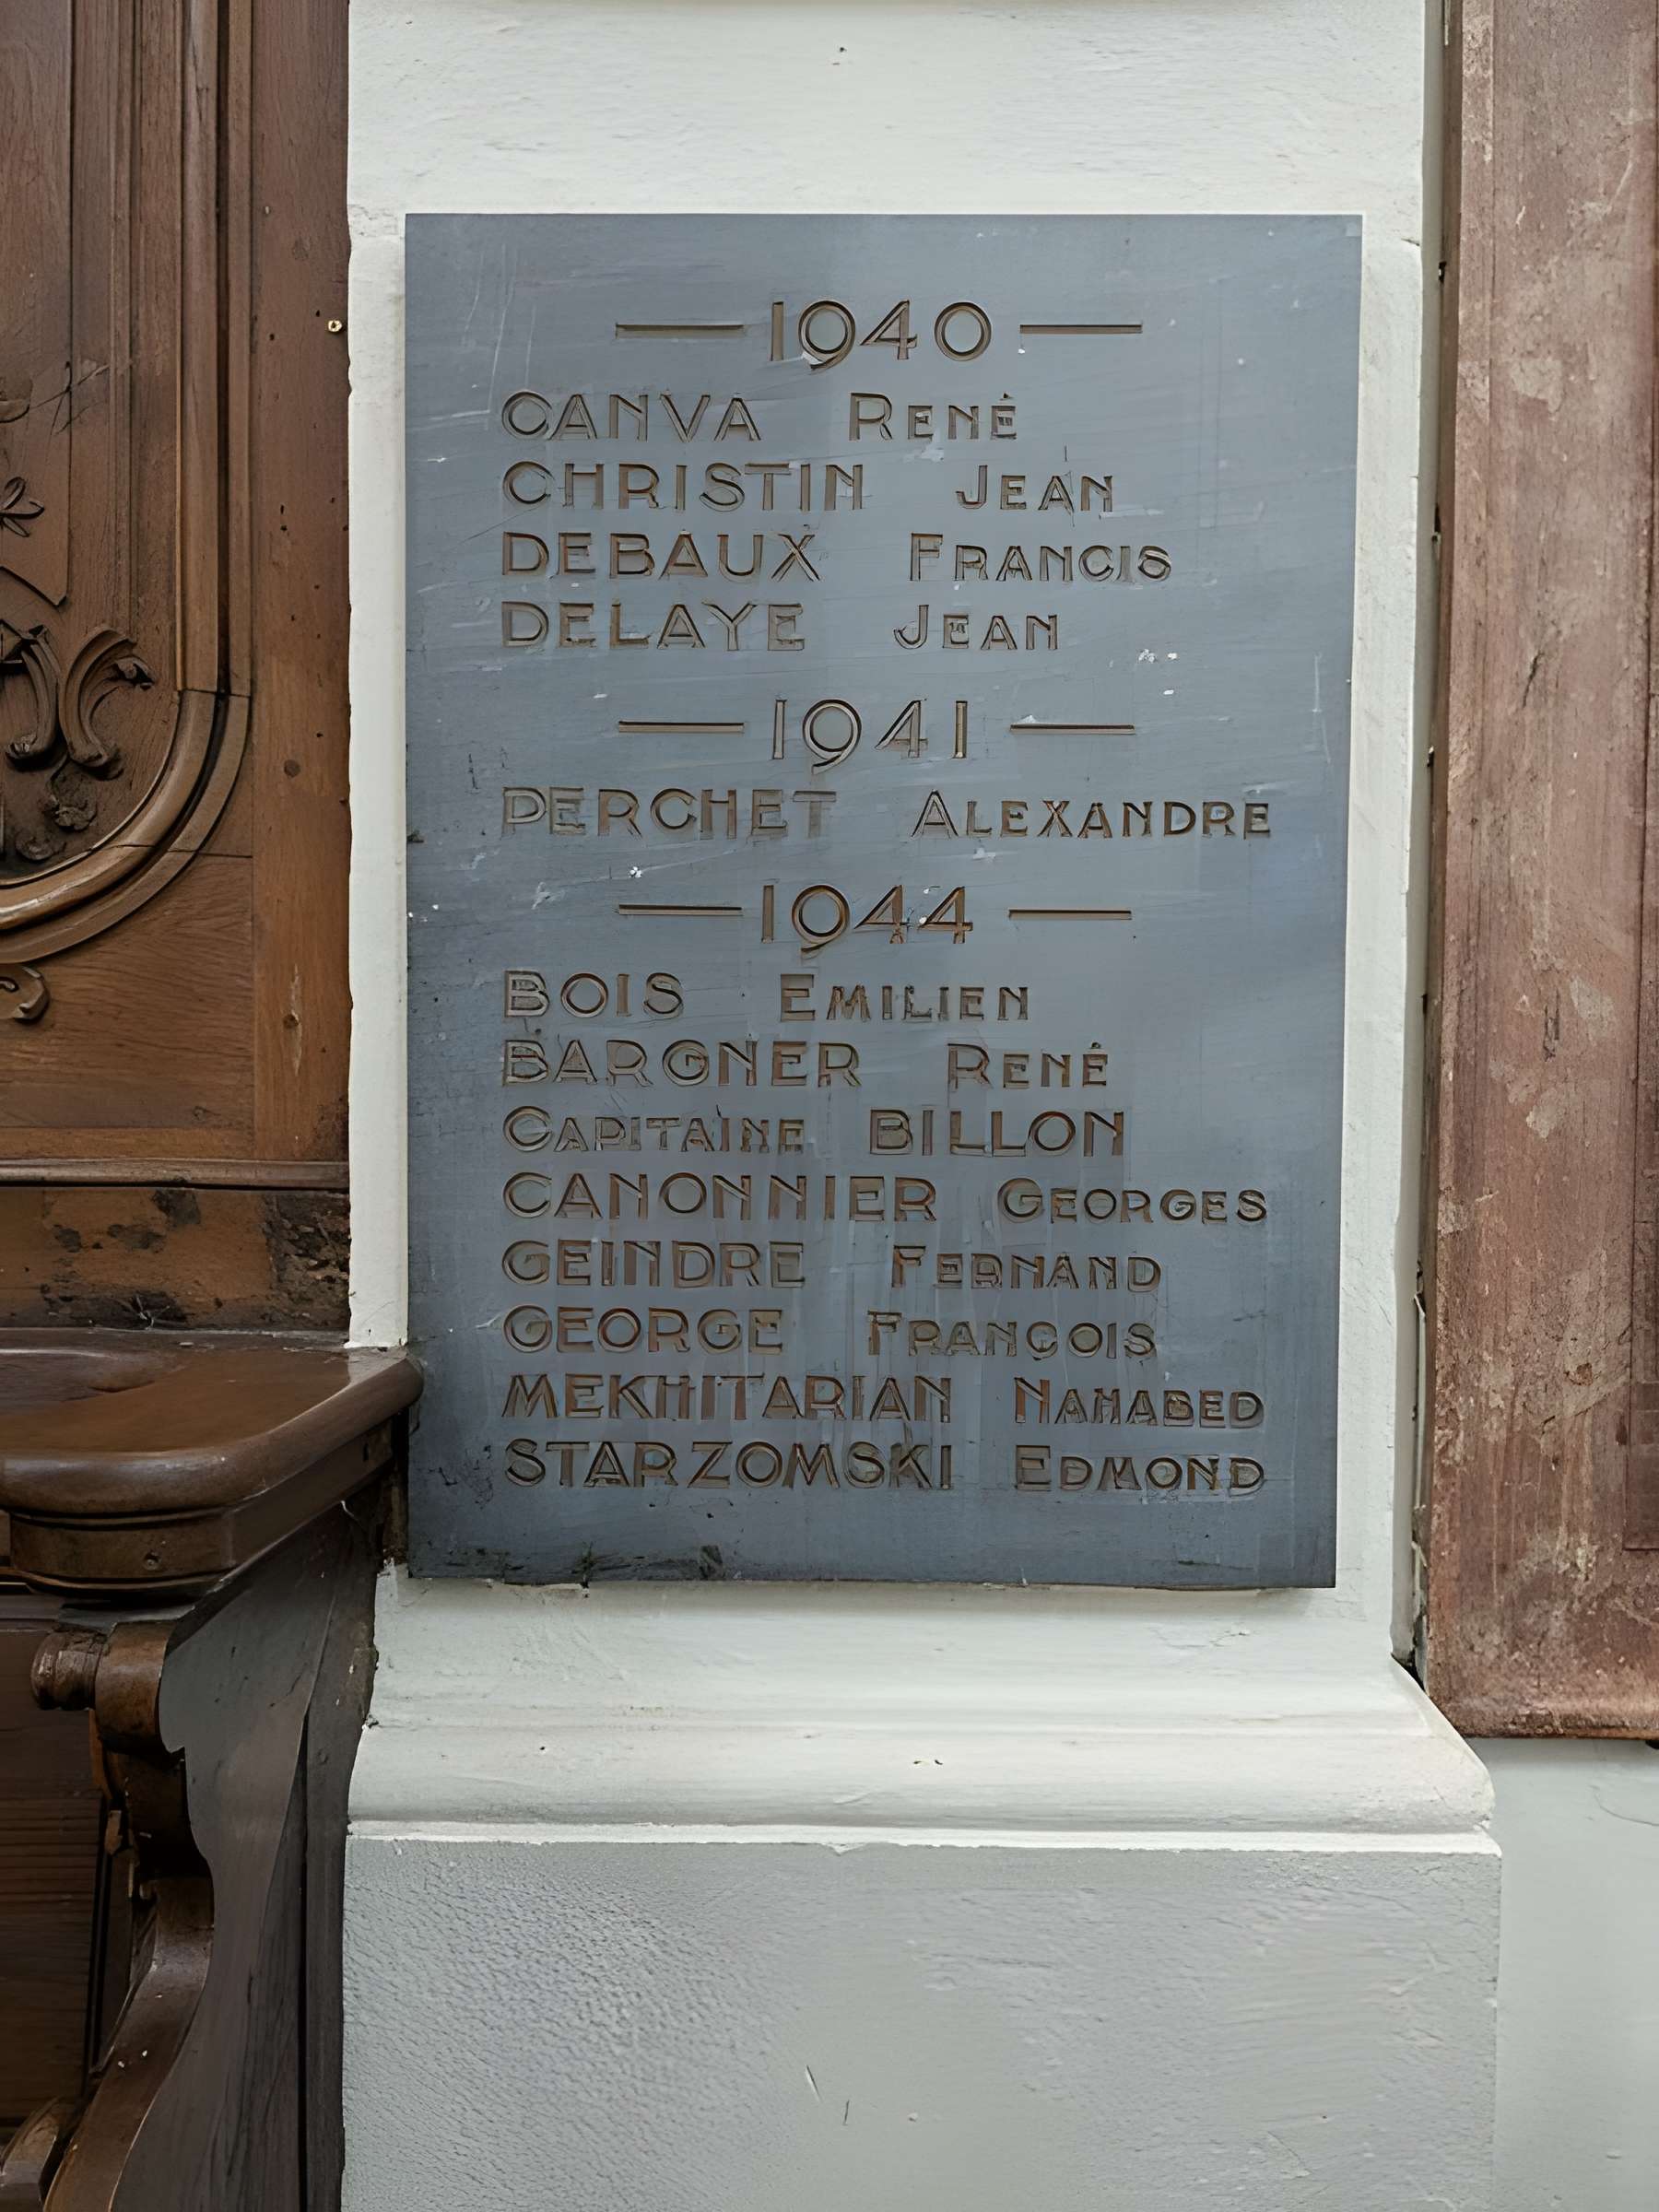 — 1940 —
CANVA René
CHRISTIN Jean
DEBAUX Francis
DELAYE Jean
— 1941 —
PERCHET Alexandre
— 1944 —
BOIS Emilien
BARGNER René
Capitaine BILLON
CANONNIER Georges
GEINDRE Fernand
GEORGE François
MEKHITARIAN Nahabed
STARZOMSKI Edmond